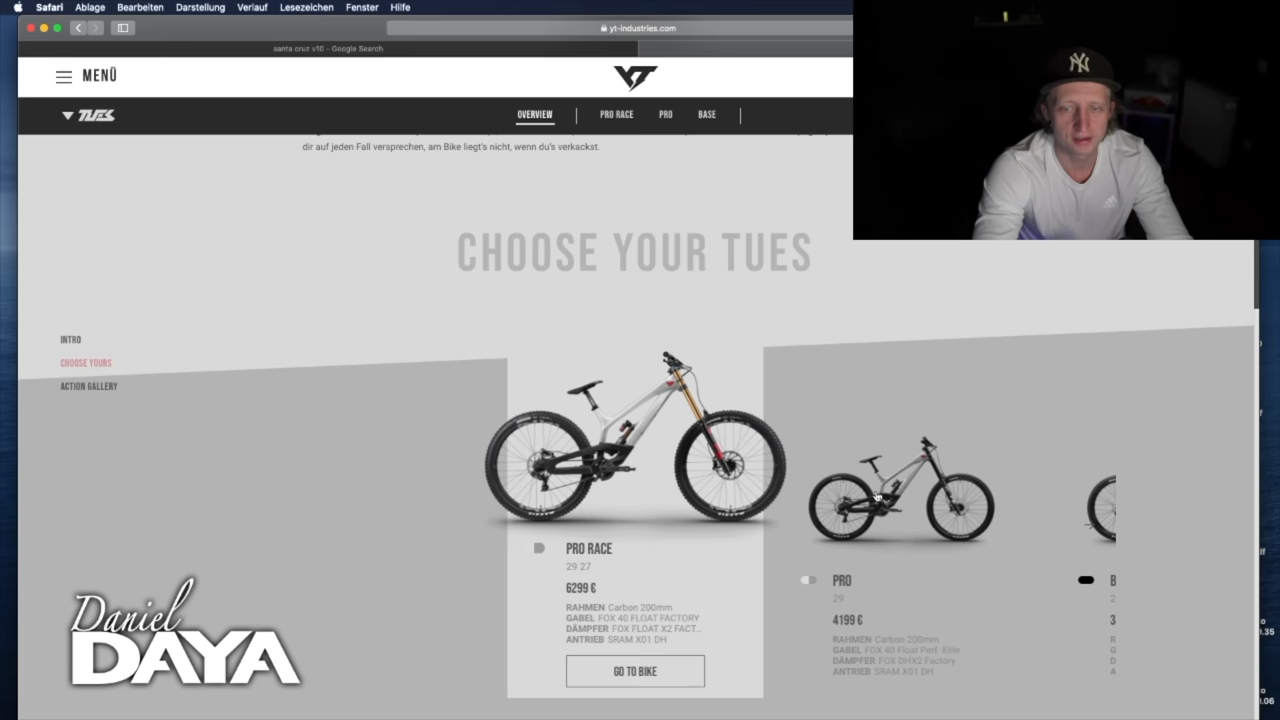 Safari Ablage Bearbeiten Darstellung Verlauf Lesezeichen Fenster Hilfe
yt-industries.com
santa cruz v10 - Google Search
MENÜ
YT
TUES
OVERVIEW PRO RACE PRO BASE
dir auf jeden Fall versprechen, am Bike liegt's nicht, wenn du's verkackst.
CHOOSE YOUR TUES
INTRO
CHOOSE YOURS
ACTION GALLERY
PRO RACE
29 27
6299 €
RAHMEN Carbon 200mm
GABEL FOX 40 FLOAT FACTORY
DÄMPFER FOX FLOAT X2 FACT...
ANTRIEB SRAM X01 DH
GO TO BIKE
PRO
29
4199 €
RAHMEN Carbon 200mm
GABEL FOX 40 Float Perf. Elite
DÄMPFER FOX DHX2 Factory
ANTRIEB SRAM X01 DH
B
2
3
R
G
D
A
NY
Daniel
DAYA